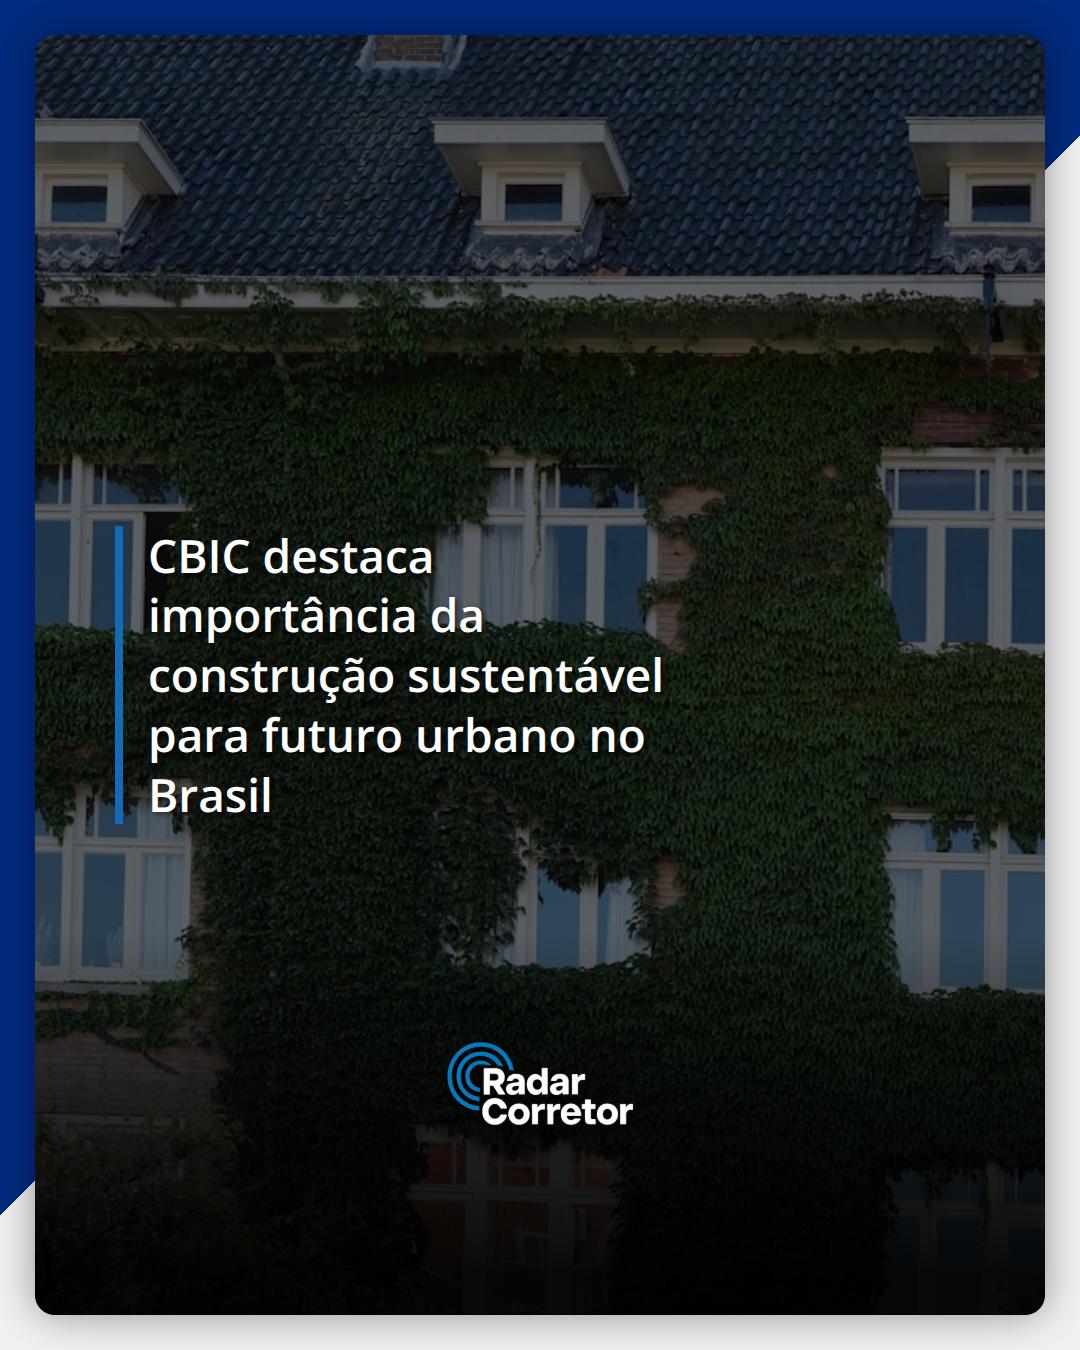 CBIC destaca
importância da
construção sustentável
para futuro urbano no
Brasil
Radar
Corretor